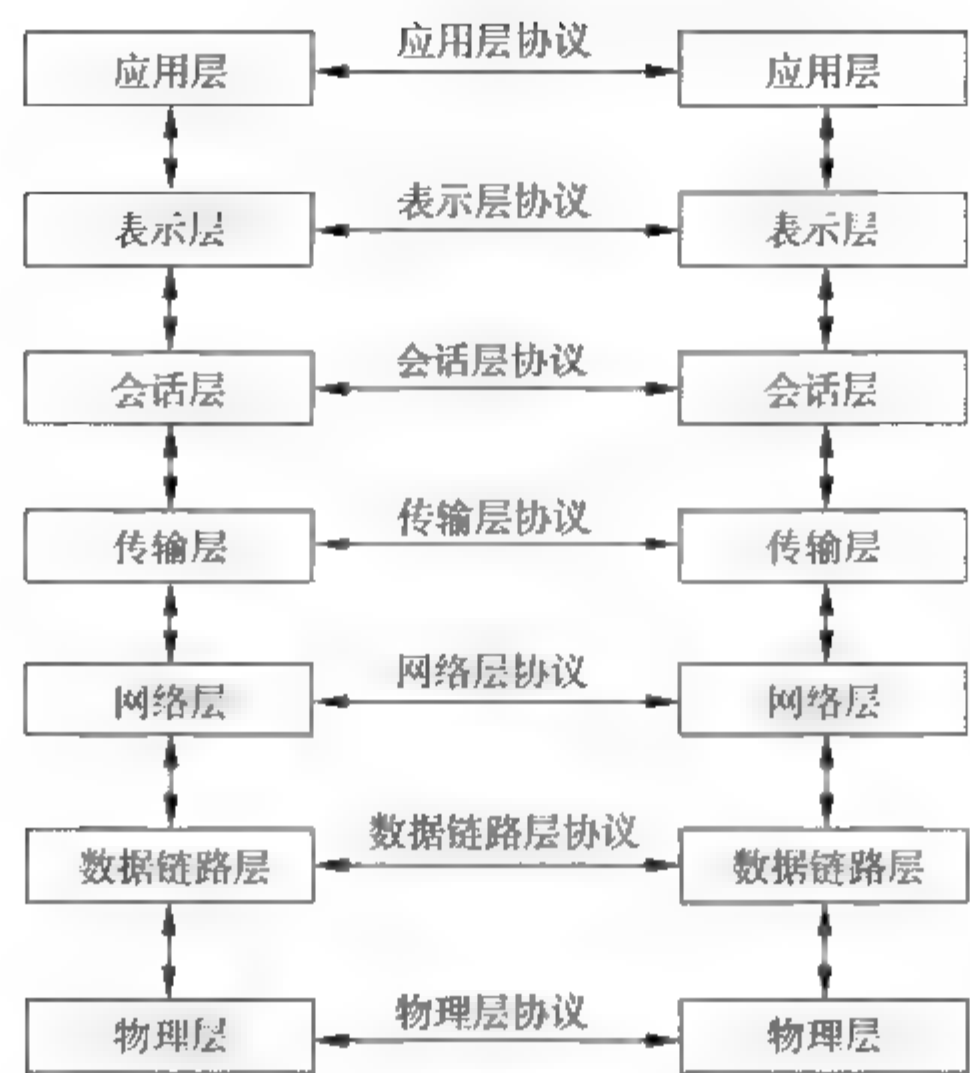 应用层协议
应用层
应用层
表示层协议
表示层
表示层
会话层协议
会话层
会话层
传输层协议
传输层
传输层
网络层协议
网络层
网络层
数据链路层协议
数据链路层
数据链路层
物理层协议
物理层
物理层